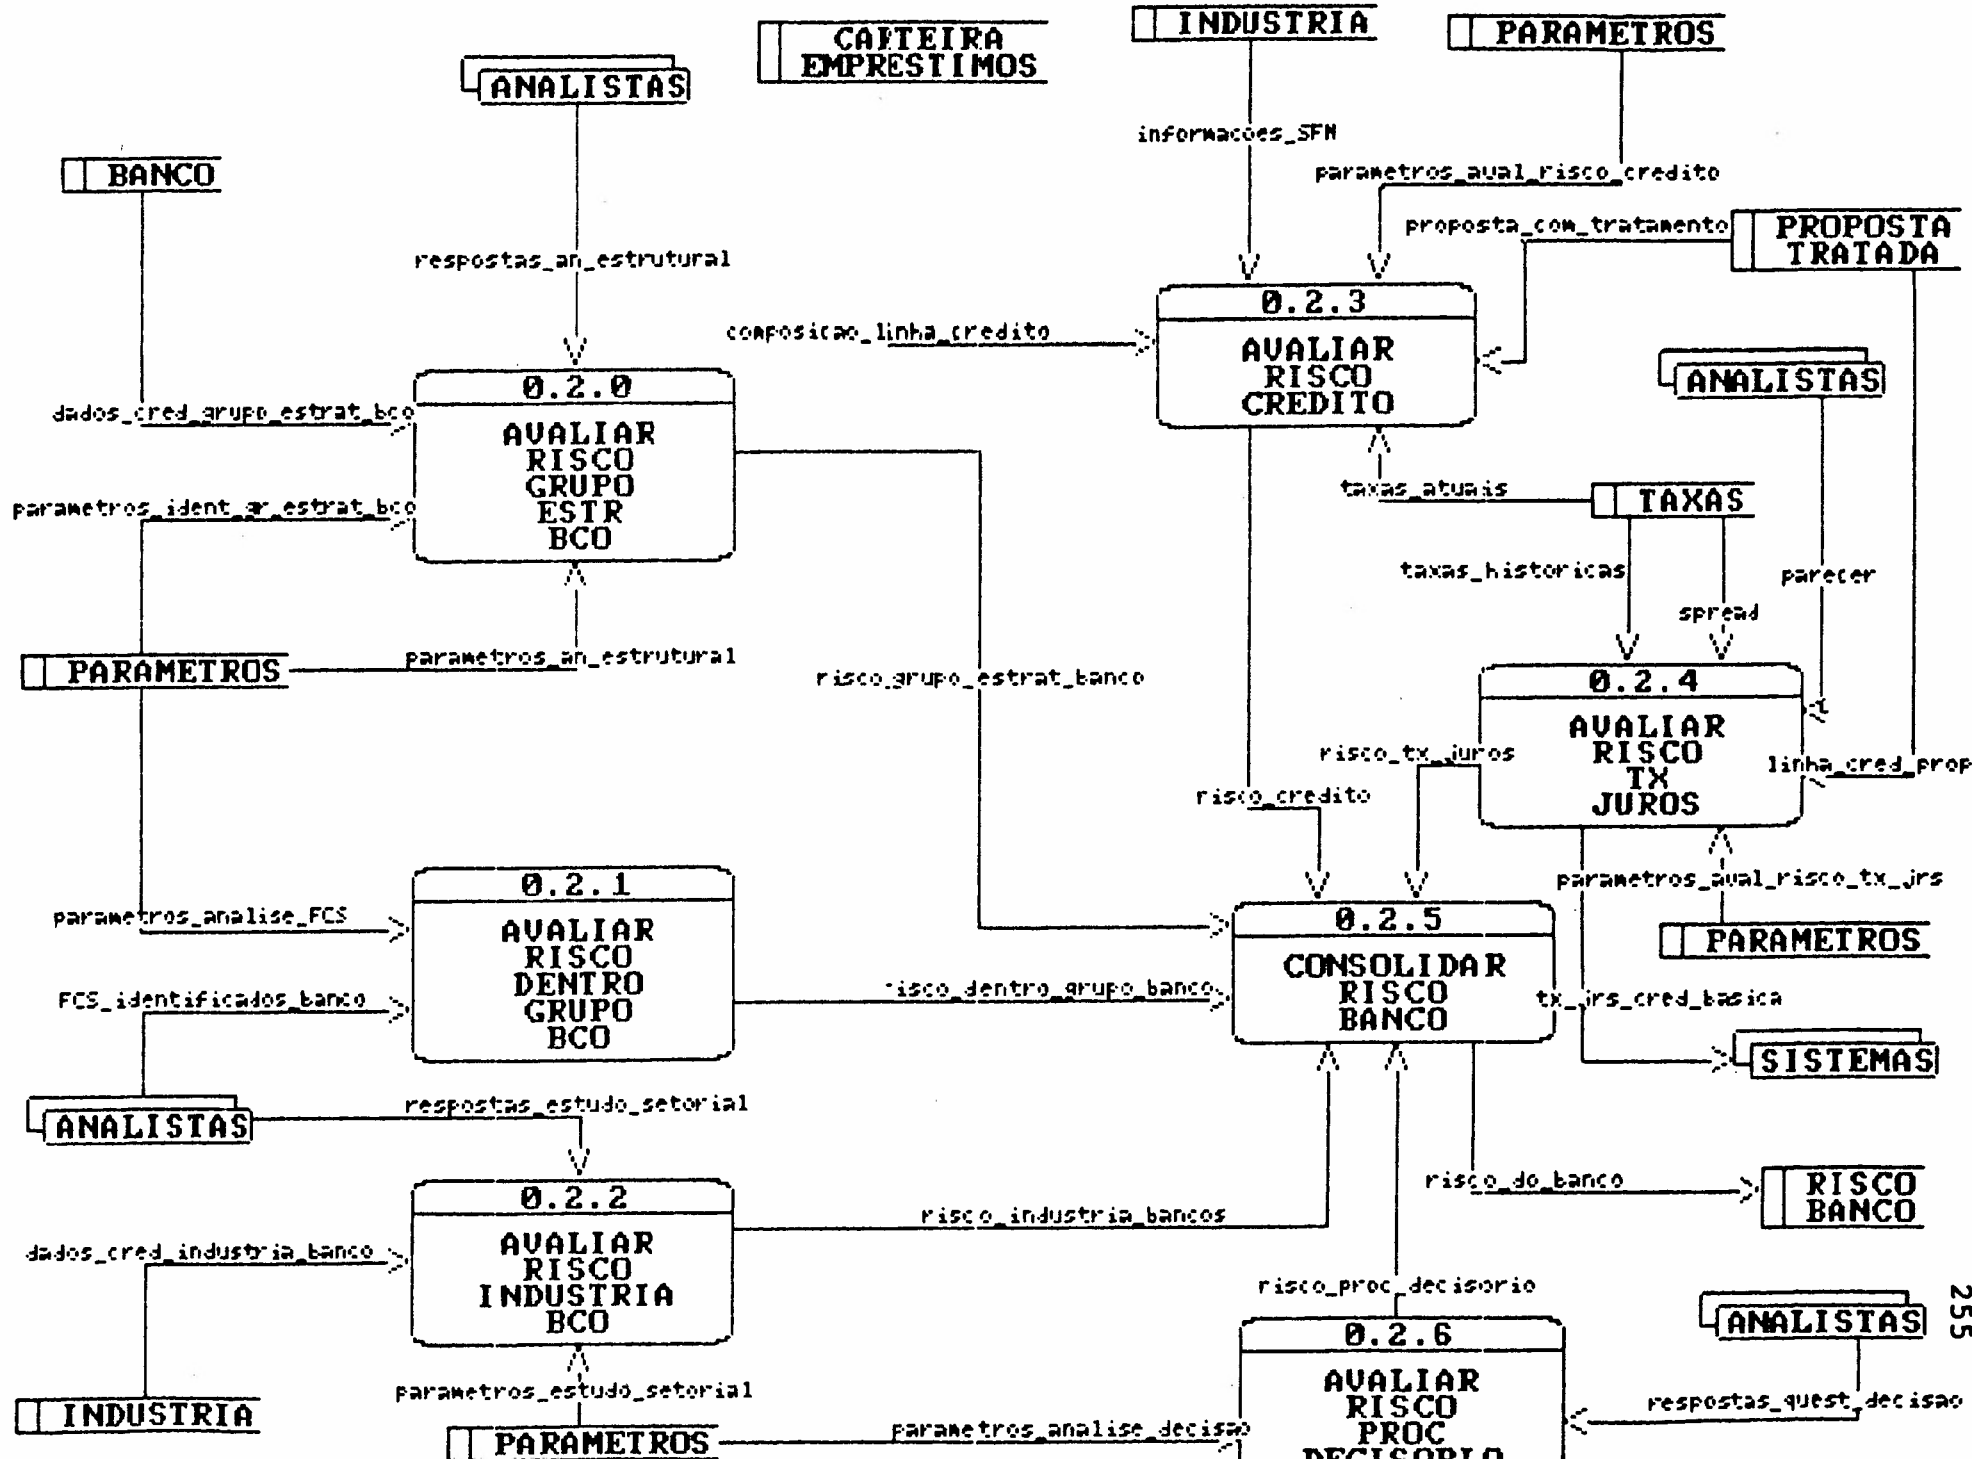 INDUSTRIA
PARAMETROS
CARTEIRA
EMPRESTIMOS
ANALISTAS
informacoes_SFN
BANCO
parametros_aval_risco_credito
proposta_com_tratamento
PROPOSTA
TRATADA
respostas_an_estrutural
0.2.3
AVALIAR
RISCO
CREDITO
composicao_linha_credito
ANALISTAS
0.2.0
AVALIAR
RISCO
GRUPO
ESTR
BCO
dados_cred_grupo_estrat_bco
parametros_ident_gr_estrat_bco
taxas_atuais
TAXAS
taxas_historicas
parecer
spread
PARAMETROS
parametros_an_estrutural
risco_grupo_estrat_banco
0.2.4
AVALIAR
RISCO
TX
JUROS
risco_tx_juros
linha_cred_prop
risco_credito
0.2.1
AVALIAR
RISCO
DENTRO
GRUPO
BCO
parametros_aval_risco_tx_jrs
parametros_analise_FCS
0.2.5
CONSOLIDAR
RISCO
BANCO
PARAMETROS
FCS_identificados_banco
risco_dentro_grupo_banco
tx_jrs_cred_basica
SISTEMAS
ANALISTAS
respostas_estudo_setorial
0.2.2
AVALIAR
RISCO
INDUSTRIA
BCO
risco_do_banco
RISCO
BANCO
risco_industria_bancos
dados_cred_industria_banco
risco_proc_decisorio
255
ANALISTAS
0.2.6
AVALIAR
RISCO
PROC
DECISORIO
parametros_estudo_setorial
respostas_quest_decisao
INDUSTRIA
PARAMETROS
parametros_analise_decisao